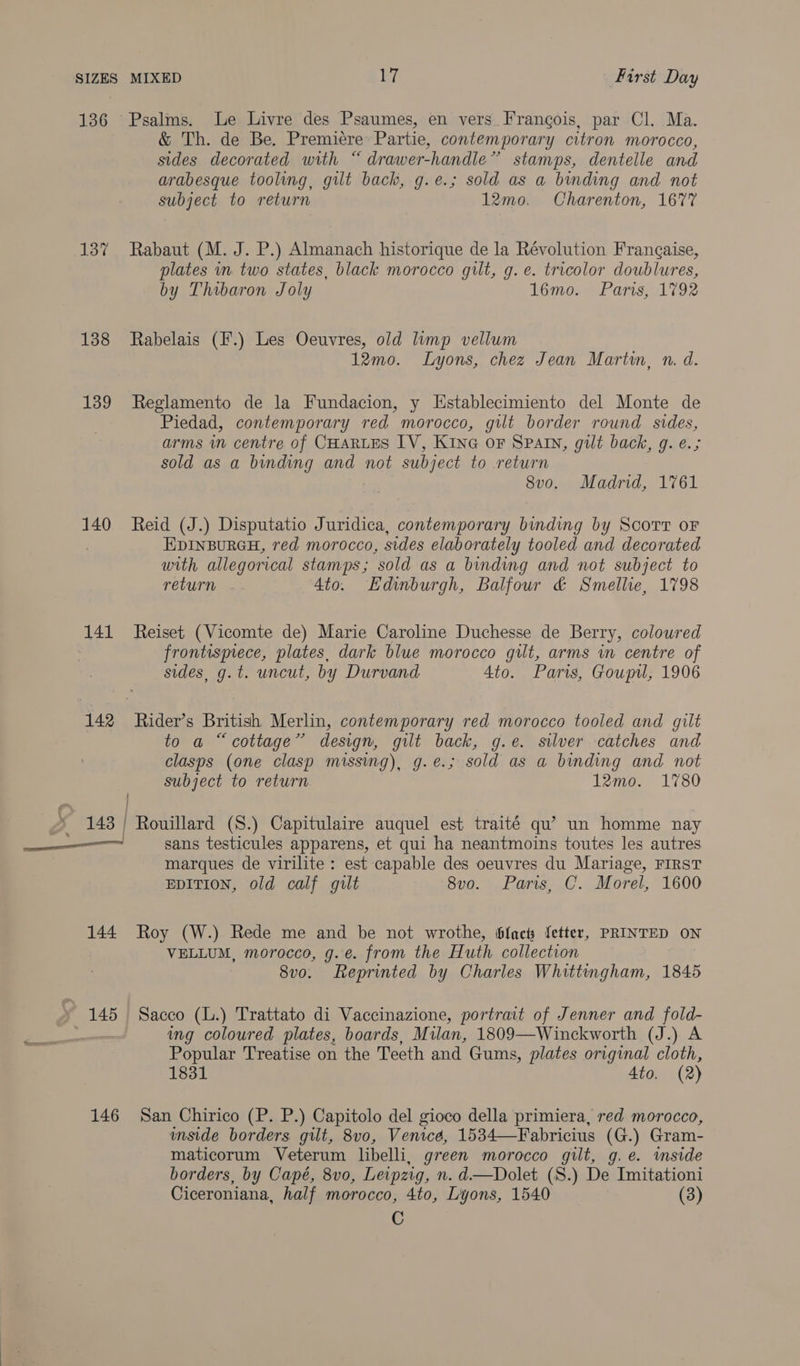 SIZES MIXED 17 First Day
136 Psalms. Le Livre des Psaumes, en vers François, par Cl. Ma.
& Th. de Be. Premiére Partie, contemporary citron morocco,
sides decorated with “ drawer-handle” stamps, dentelle and
arabesque tooling, gilt back, g.e.; sold as a binding and not
subject to return 12mo. Charenton, 1677
137 Rabaut (M. J. P.) Almanach historique de la Révolution Française,
plates in two states, black morocco gilt, g. e. tricolor doublures,
by Thibaron Joly 16mo. Paris, 1792
138 Rabelais (F.) Les Oeuvres, old limp vellum
12mo. Lyons, chez Jean Martin, n. d.
139 Reglamento de la Fundacion, y Establecimiento del Monte de
Piedad, contemporary red morocco, gilt border round sides,
arms in centre of CHARLES IV, KING OF SPAIN, gilt back, g. e.;
sold as a binding and not subject to return
8vo. Madrid, 1761
140 Reid (J.) Disputatio Juridica, contemporary binding by SCOTT OF
EDINBURGH, red morocco, sides elaborately tooled and decorated
with allegorical stamps; sold as a binding and not subject to
return 4to. Edinburgh, Balfour & Smellie, 1798
141 Reiset (Vicomte de) Marie Caroline Duchesse de Berry, coloured
frontispiece, plates, dark blue morocco gilt, arms in centre of
sides, g.t. uncut, by Durvand 4to. Paris, Goupil, 1906
142 Rider’s British Merlin, contemporary red morocco tooled and gilt
to a “cottage” design, gilt back, g.e. silver catches and
clasps (one clasp missing), g.e.; sold as a binding and not
subject to return 12mo. 1780
143 Rouillard (S.) Capitulaire auquel est traité qu’ un homme nay
sans testicules apparens, et qui ha neantmoins toutes les autres
marques de virilite : est capable des oeuvres du Mariage, FIRST
EDITION, old calf gilt 8vo. Paris, C. Morel, 1600
144 Roy (W.) Rede me and be not wrothe, black letter, PRINTED ON
VELLUM, morocco, g. e. from the Huth collection
8vo. Reprinted by Charles Whittingham, 1845
145 Sacco (L.) Trattato di Vaccinazione, portrait of Jenner and fold-
ing coloured plates, boards, Milan, 1809—Winckworth (J.) A
Popular Treatise on the Teeth and Gums, plates original cloth,
1831 4to. (2)
146 San Chirico (P. P.) Capitolo del gioco della primiera, red morocco,
inside borders gilt, 8vo, Venicé, 1534—Fabricius (G.) Gram-
maticorum Veterum libelli, green morocco gilt, g. e. inside
borders, by Capé, 8vo, Leipzig, n. d.—Dolet (S.) De Imitationi
Ciceroniana, half morocco, 4to, Lyons, 1540 (3)
C